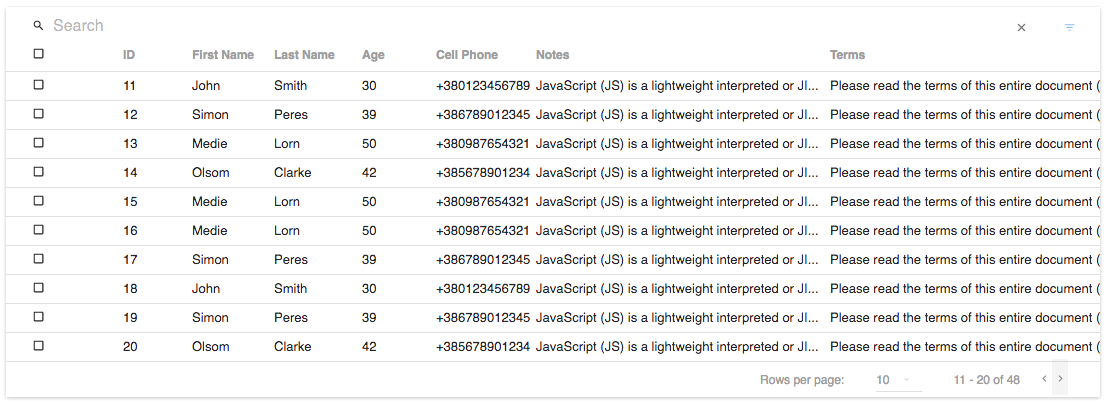 Search
ID First Name Last Name Age Cell Phone Notes Terms
11 John Smith 30 +380123456789 JavaScript (JS) is a lightweight interpreted or JI... Please read the terms of this entire document (
12 Simon Peres 39 +386789012345 JavaScript (JS) is a lightweight interpreted or JI... Please read the terms of this entire document (
13 Medie Lorn 50 +380987654321 JavaScript (JS) is a lightweight interpreted or JI... Please read the terms of this entire document (
14 Olsom Clarke 42 +385678901234 JavaScript (JS) is a lightweight interpreted or JI... Please read the terms of this entire document (
15 Medie Lorn 50 +380987654321 JavaScript (JS) is a lightweight interpreted or JI... Please read the terms of this entire document (
16 Medie Lorn 50 +380987654321 JavaScript (JS) is a lightweight interpreted or JI... Please read the terms of this entire document (
17 Simon Peres 39 +386789012345 JavaScript (JS) is a lightweight interpreted or JI... Please read the terms of this entire document (
18 John Smith 30 +380123456789 JavaScript (JS) is a lightweight interpreted or JI... Please read the terms of this entire document (
19 Simon Peres 39 +386789012345 JavaScript (JS) is a lightweight interpreted or JI... Please read the terms of this entire document (
20 Olsom Clarke 42 +385678901234 JavaScript (JS) is a lightweight interpreted or JI... Please read the terms of this entire document (
Rows per page: 10 11 - 20 of 48